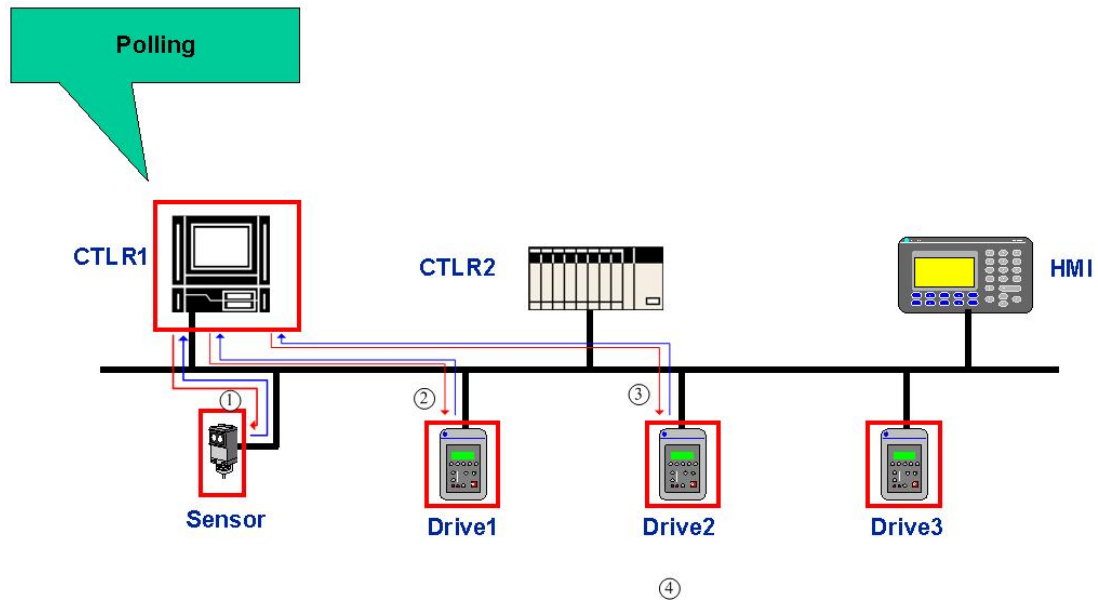 Polling
CTLR1
CTLR2
HMI
①
②
③
Sensor
Drive1
Drive2
Drive3
④